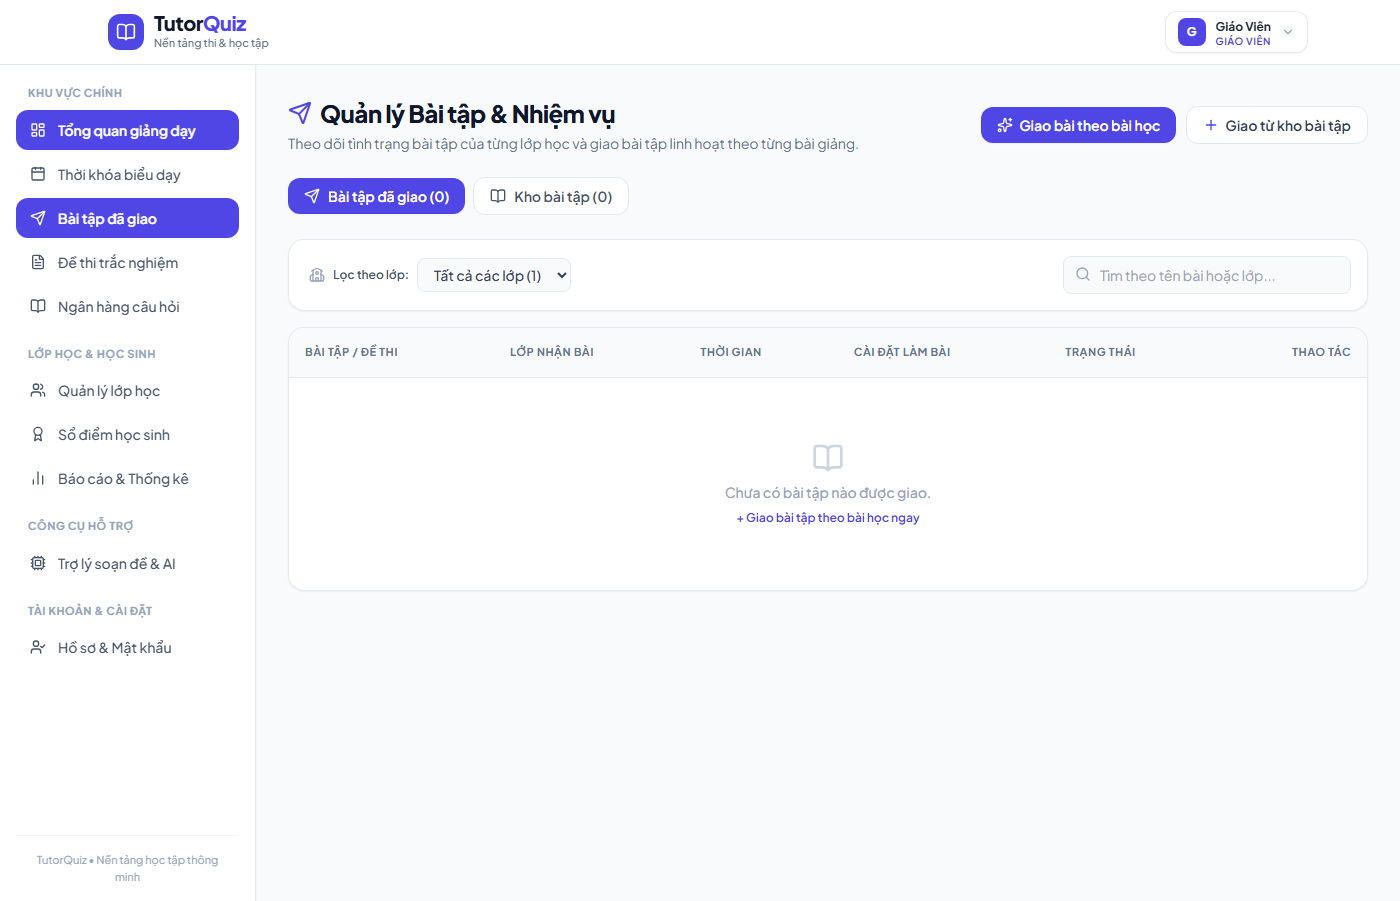 TutorQuiz
Nền tảng thi & học tập
G
Giáo Viên
GIÁO VIÊN
KHU VỰC CHÍNH
Tổng quan giảng dạy
Thời khóa biểu dạy
Bài tập đã giao
Đề thi trắc nghiệm
Ngân hàng câu hỏi
LỚP HỌC & HỌC SINH
Quản lý lớp học
Sổ điểm học sinh
Báo cáo & Thống kê
CÔNG CỤ HỖ TRỢ
Trợ lý soạn đề & AI
TÀI KHOẢN & CÀI ĐẶT
Hồ sơ & Mật khẩu
TutorQuiz • Nền tảng học tập thông
minh
Quản lý Bài tập & Nhiệm vụ
Theo dõi tình trạng bài tập của từng lớp học và giao bài tập linh hoạt theo từng bài giảng.
Giao bài theo bài học
+ Giao từ kho bài tập
Bài tập đã giao (0)
Kho bài tập (0)
Lọc theo lớp:
Tất cả các lớp (1)
Tìm theo tên bài hoặc lớp...
BÀI TẬP / ĐỀ THI
LỚP NHẬN BÀI
THỜI GIAN
CÀI ĐẶT LÀM BÀI
TRẠNG THÁI
THAO TÁC
Chưa có bài tập nào được giao.
+ Giao bài tập theo bài học ngay